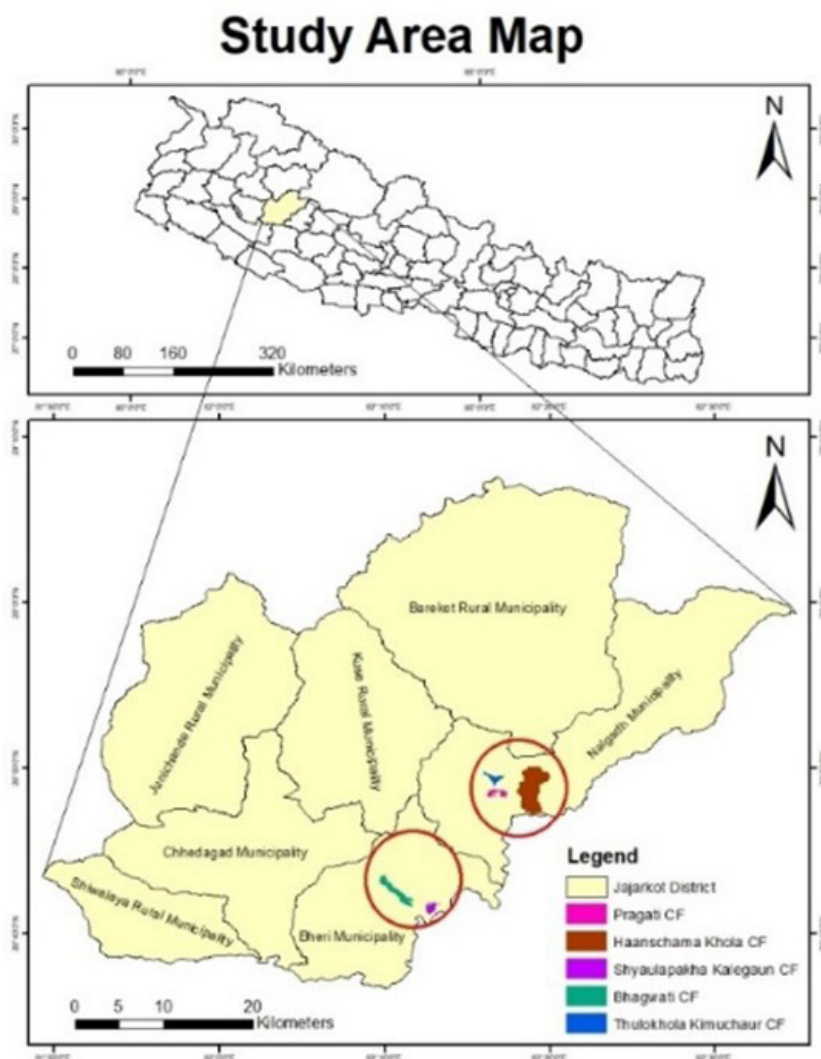 Study Area Map
N
0 80 160 320
Kilometers
N
Bareket Rural Municipality
Junichande Rural Municipality
Kuse Rural Municipality
Nalgarth Municipality
Chhedagad Municipality
Shiwalaya Rural Municipality
Bheri Municipality
Legend
Jajarkot District
Pragati CF
Haanschama Khola CF
Shyaulapakha Kalegaun CF
Bhagwati CF
Thulokhola Kimuchaur CF
0 5 10 20
Kilometers